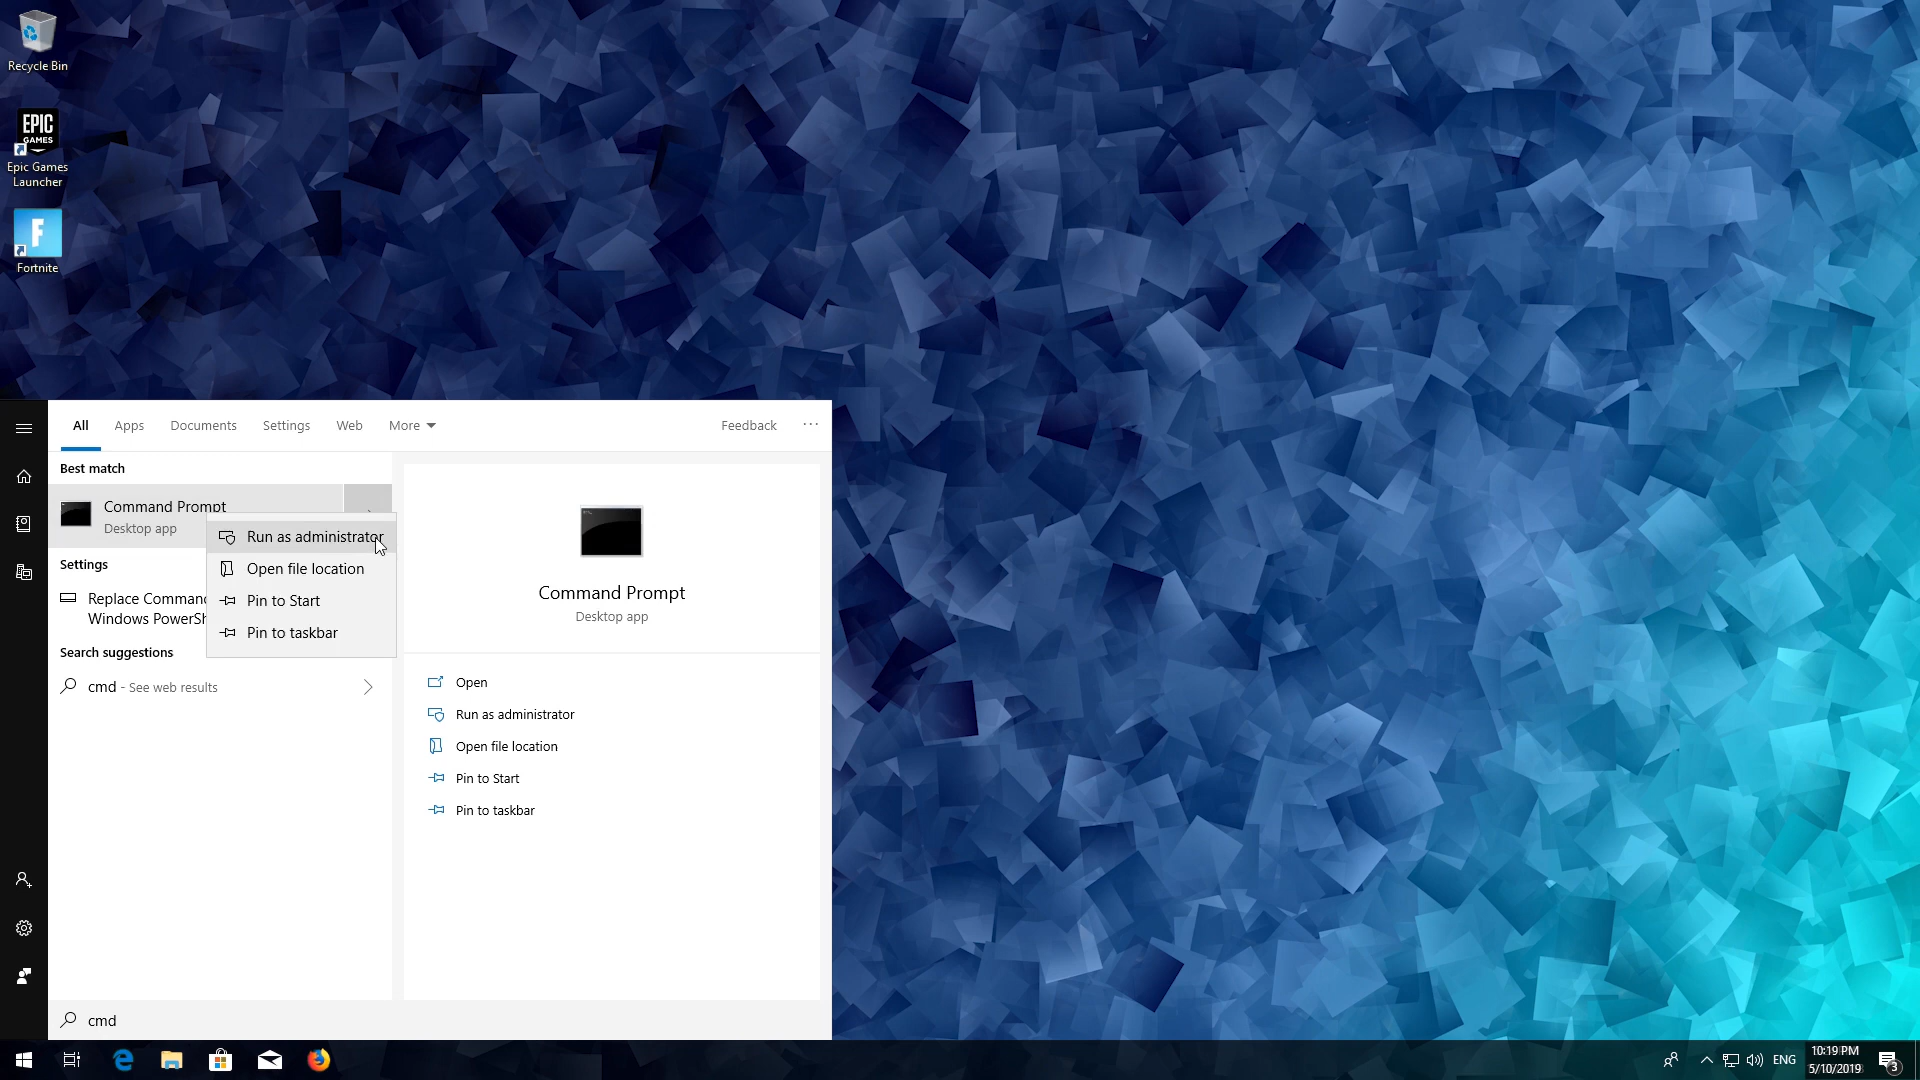 Recycle Bin
EPIC
GAMES
Epic Games
Launcher
F
Fortnite
All
Apps
Documents
Settings
Web
More
Feedback
Best match
Command Prompt
Desktop app
Run as administrator
Open file location
Pin to Start
Pin to taskbar
Settings
Replace
Windows
Search suggestions
cmd - See web results
Command Prompt
Desktop app
Open
Run as administrator
Open file location
Pin to Start
Pin to taskbar
cmd
ENG
10:19 PM
5/10/2019
3